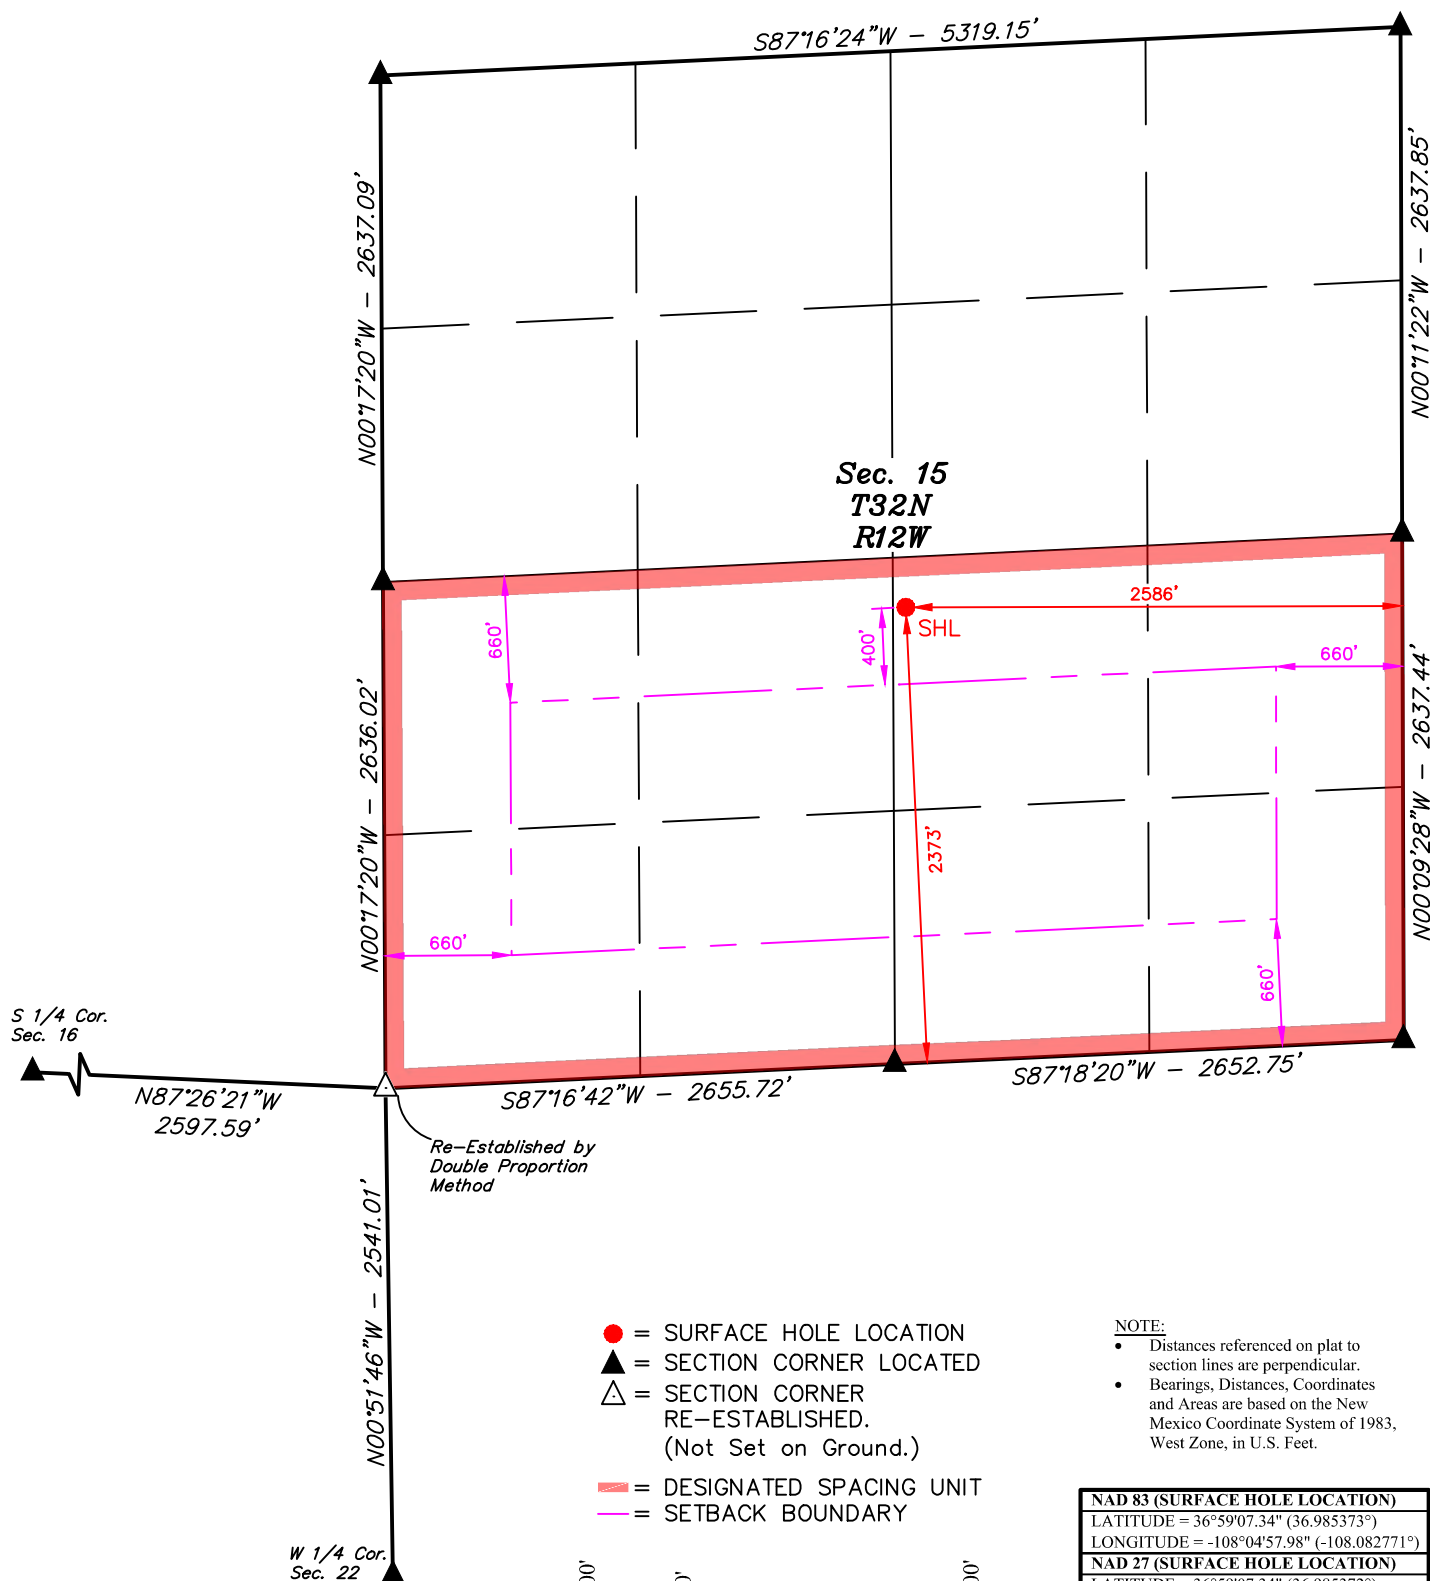 S87°16'24"W - 5319.15'
N00°17'20"W - 2637.09'
N00°11'22"W - 2637.85'
Sec. 15
T32N
R12W
2586'
SHL
660'
400'
660'
N00°17'20"W - 2636.02'
N00°09'28"W - 2637.44'
2373'
660'
660'
S 1/4 Cor.
Sec. 16
N87°26'21"W
2597.59'
S87°16'42"W - 2655.72'
S87°18'20"W - 2652.75'
Re-Established by
Double Proportion
Method
N00°51'46"W - 2541.01'
W 1/4 Cor.
Sec. 22
= SURFACE HOLE LOCATION
= SECTION CORNER LOCATED
= SECTION CORNER
RE-ESTABLISHED.
(Not Set on Ground.)
= DESIGNATED SPACING UNIT
= SETBACK BOUNDARY
NOTE:
• Distances referenced on plat to
section lines are perpendicular.
• Bearings, Distances, Coordinates
and Areas are based on the New
Mexico Coordinate System of 1983,
West Zone, in U.S. Feet.
NAD 83 (SURFACE HOLE LOCATION)
LATITUDE = 36°59'07.34" (36.985373°)
LONGITUDE = -108°04'57.98" (-108.082771°)
NAD 27 (SURFACE HOLE LOCATION)